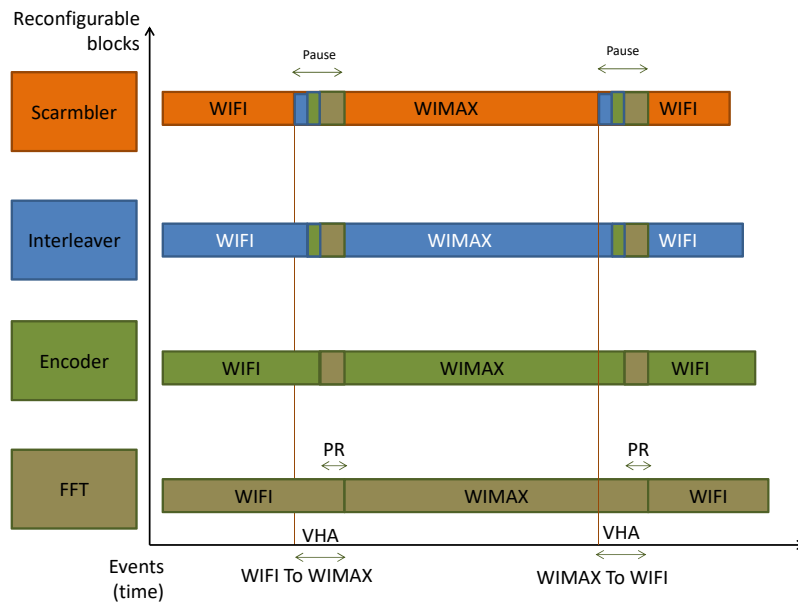 Reconfigurable
blocks
Pause
Pause
Scarmbler
WIFI
WIMAX
WIFI
Interleaver
WIFI
WIMAX
WIFI
Encoder
WIFI
WIMAX
WIFI
PR
PR
FFT
WIFI
WIMAX
WIFI
VHA
VHA
Events
(time)
WIFI To WIMAX
WIMAX To WIFI